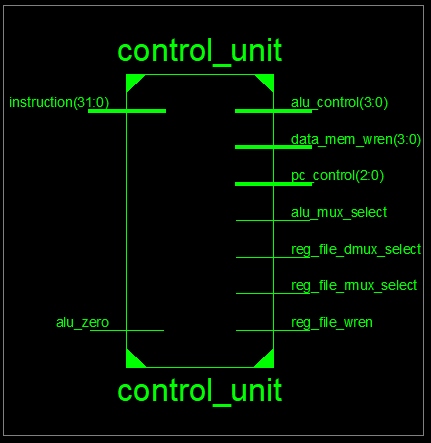 control_unit
instruction(31:0)
alu_control(3:0)
data_mem_wren(3:0)
pc_control(2:0)
alu_mux_select
reg_file_dmux_select
reg_file_rmux_select
alu_zero
reg_file_wren
control_unit